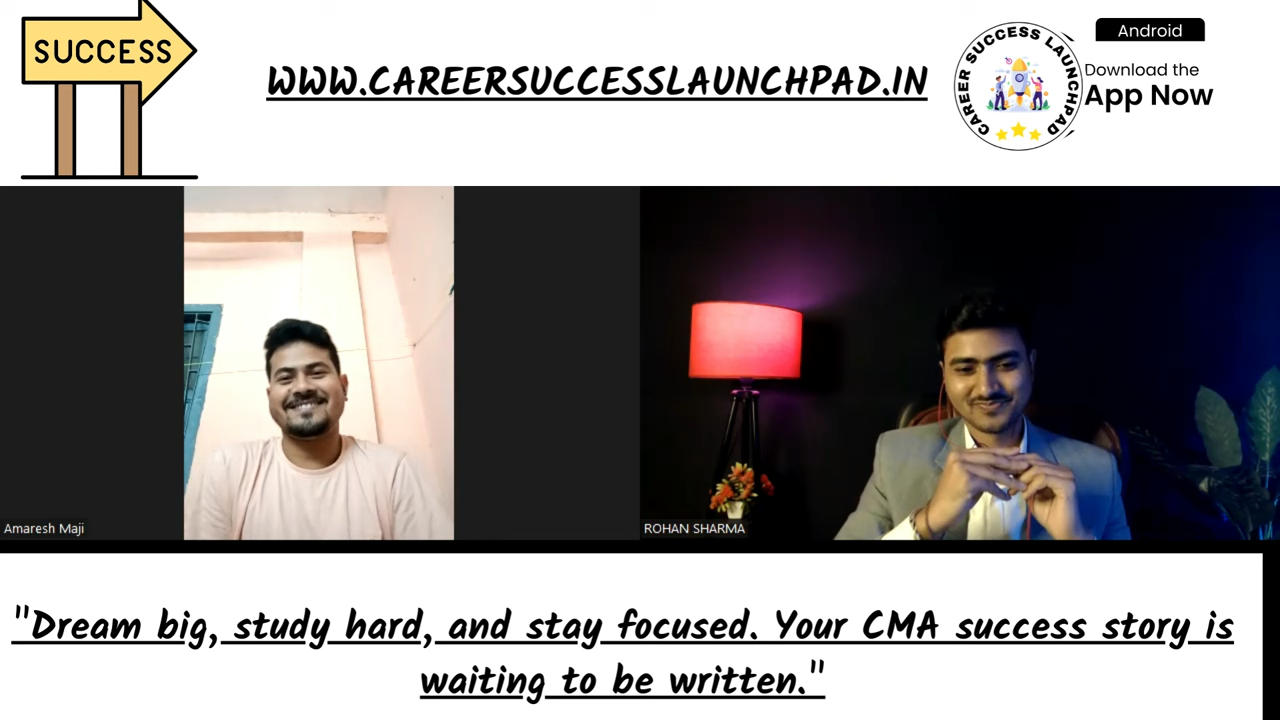 SUCCESS
WWW.CAREERSUCCESSLAUNCHPAD.IN
CAREER SUCCESS LAUNCHPAD
Android
Download the
App Now
Amaresh Maji
ROHAN SHARMA
"Dream big, study hard, and stay focused. Your CMA success story is
waiting to be written."